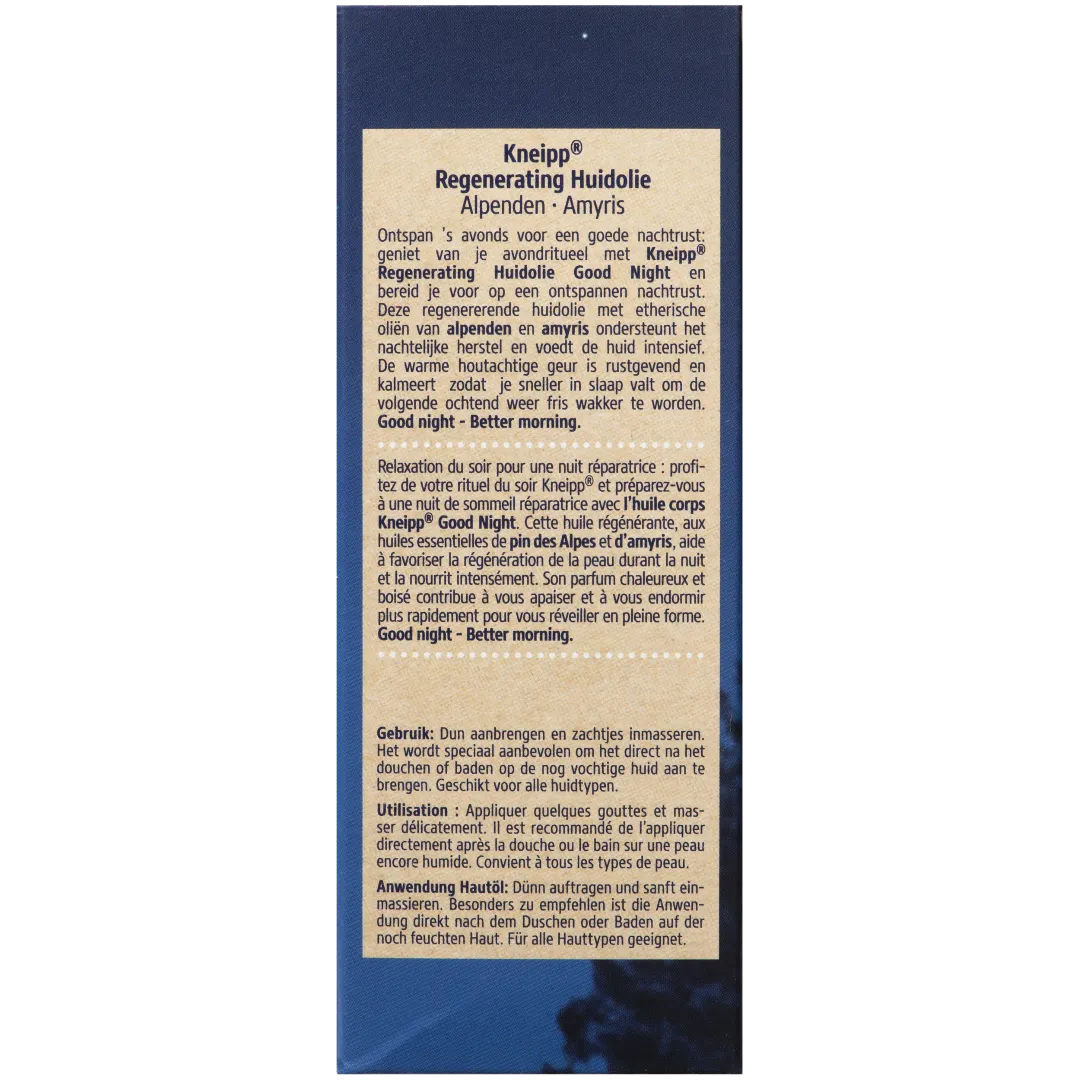 Kneipp®
Regenerating Huidolie
Alpenden · Amyris
Ontspan 's avonds voor een goede nachtrust:
geniet van je avondritueel met Kneipp®
Regenerating Huidolie Good Night en
bereid je voor op een ontspannen nachtrust.
Deze regenererende huidolie met etherische
oliën van alpenden en amyris ondersteunt het
nachtelijke herstel en voedt de huid intensief.
De warme houtachtige geur is rustgevend en
kalmeert zodat je sneller in slaap valt om de
volgende ochtend weer fris wakker te worden.
Good night - Better morning.
Relaxation du soir pour une nuit réparatrice : profi-
tez de votre rituel du soir Kneipp® et préparez-vous
à une nuit de sommeil réparatrice avec l'huile corps
Kneipp® Good Night. Cette huile régénérante, aux
huiles essentielles de pin des Alpes et d'amyris, aide
à favoriser la régénération de la peau durant la nuit
et la nourrit intensément. Son parfum chaleureux et
boisé contribue à vous apaiser et à vous endormir
plus rapidement pour vous réveiller en pleine forme.
Good night - Better morning.
Gebruik: Dun aanbrengen en zachtjes inmasseren.
Het wordt speciaal aanbevolen om het direct na het
douchen of baden op de nog vochtige huid aan te
brengen. Geschikt voor alle huidtypen.
Utilisation : Appliquer quelques gouttes et mas-
ser délicatement. Il est recommandé de l'appliquer
directement après la douche ou le bain sur une peau
encore humide. Convient à tous les types de peau.
Anwendung Hautöl: Dünn auftragen und sanft ein-
massieren. Besonders zu empfehlen ist die Anwen-
dung direkt nach dem Duschen oder Baden auf der
noch feuchten Haut. Für alle Hauttypen geeignet.